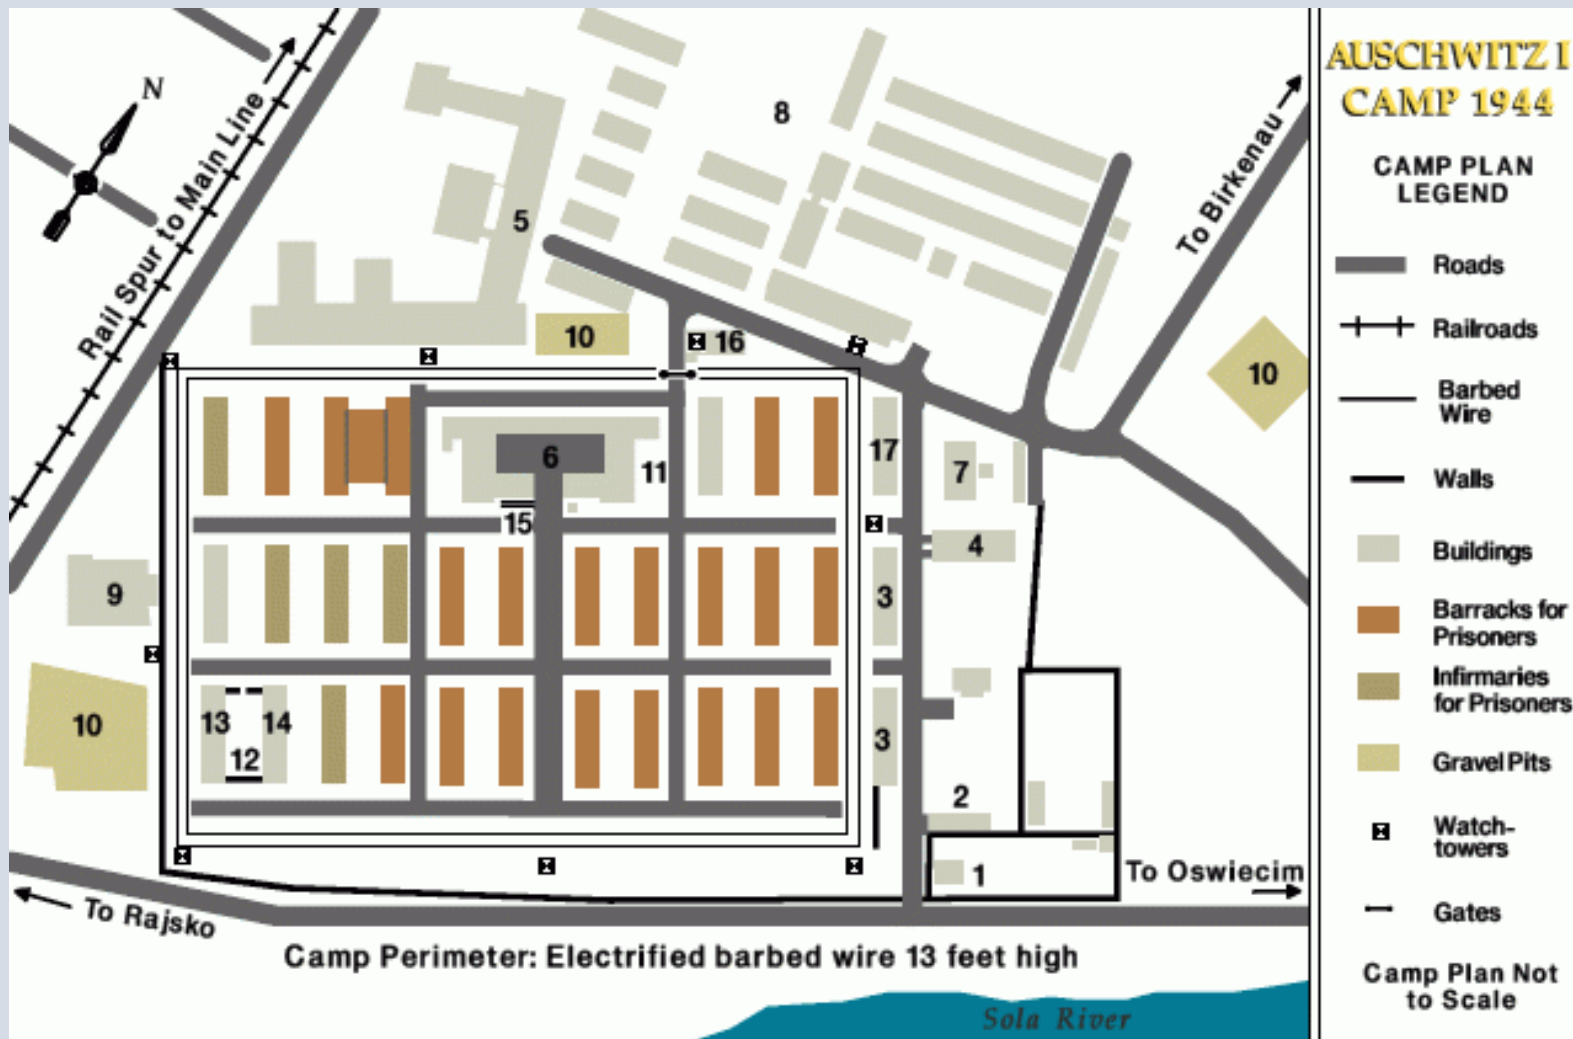 AUSCHWITZ I
CAMP 1944
CAMP PLAN
LEGEND
Roads
Railroads
Barbed
Wire
Walls
Buildings
Barracks for
Prisoners
Infirmaries
for Prisoners
Gravel Pits
Watch-
towers
Gates
Camp Plan Not
to Scale
N
Rail Spur to Main Line
To Birkenau
8
5
10
16
10
6
11
17
7
15
4
9
3
10
13
14
12
3
2
1
To Oswiecim
To Rajsko
Camp Perimeter: Electrified barbed wire 13 feet high
Sola River